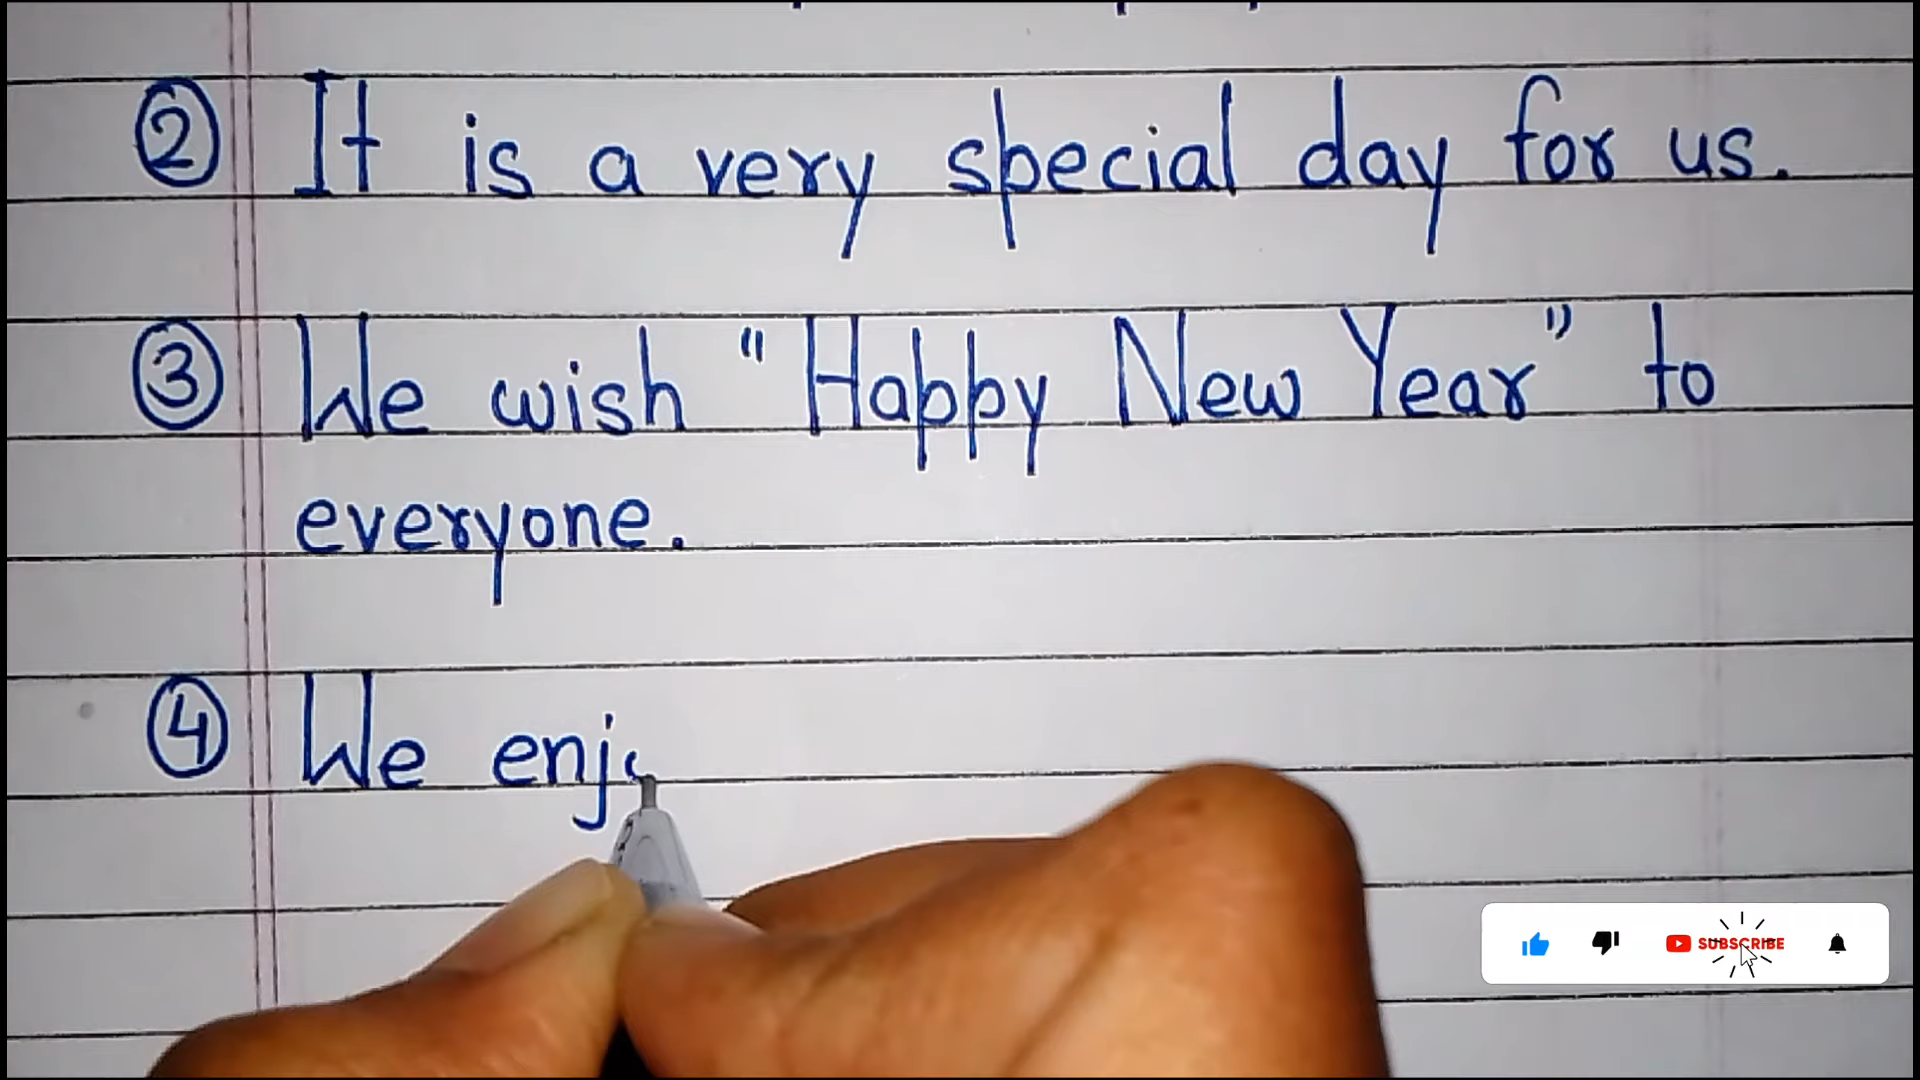 ② It is a very special day for us.
③ We wish "Happy New Year" to
everyone.
④ We enj
SUBSCRIBE